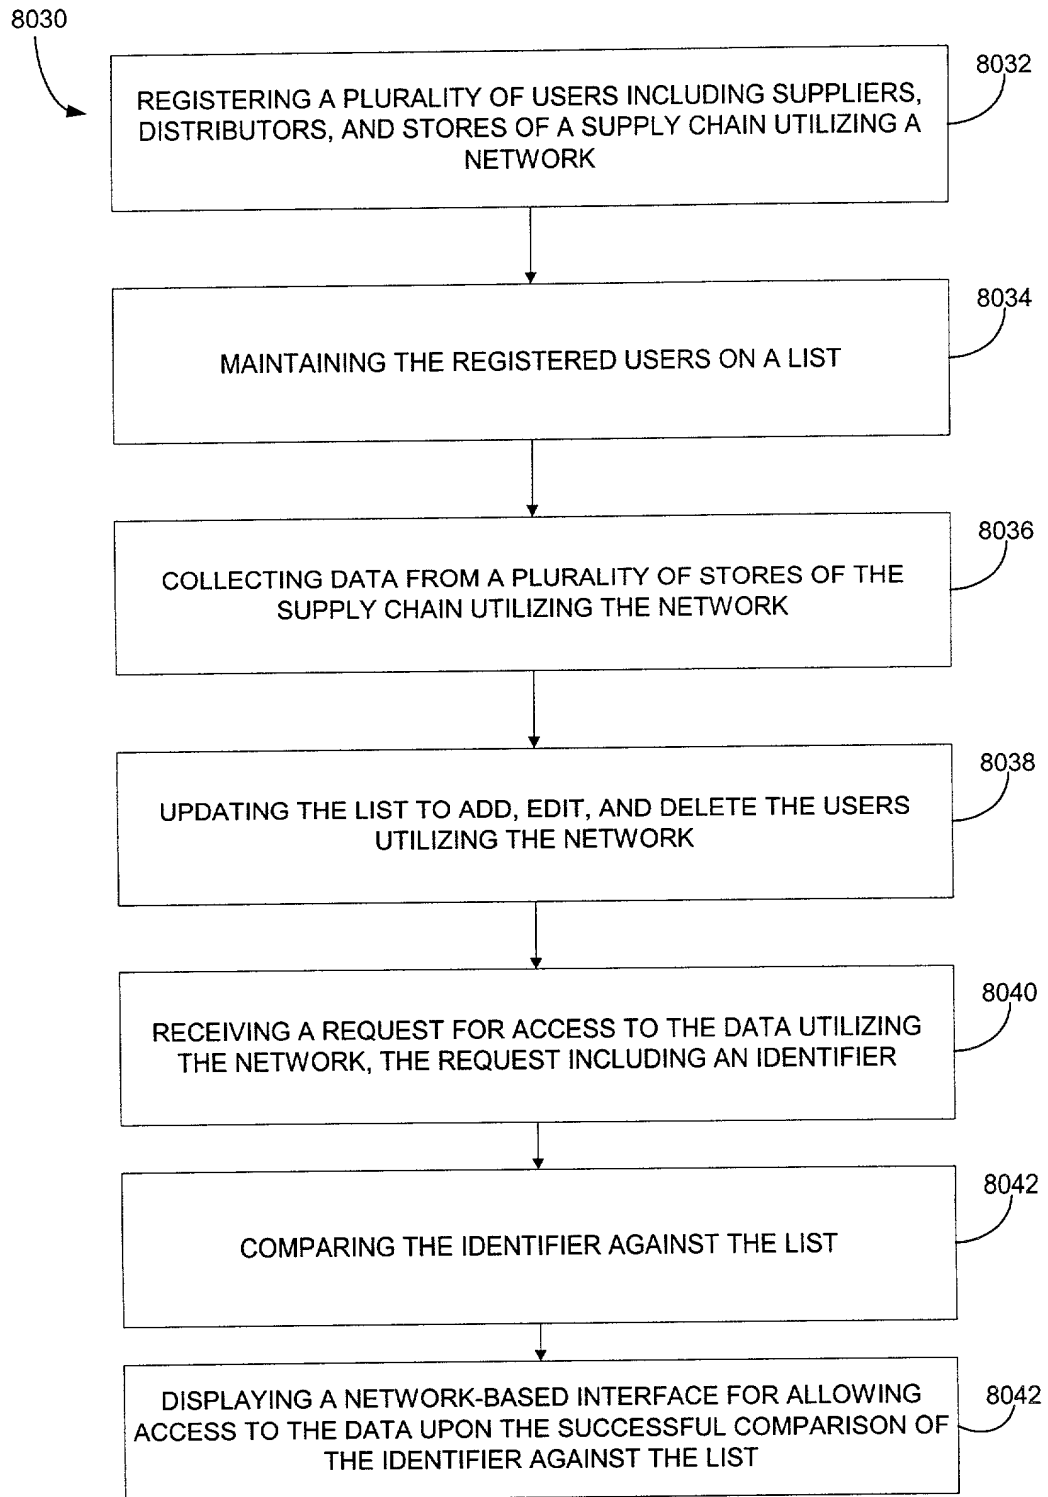 8030
8032
REGISTERING A PLURALITY OF USERS INCLUDING SUPPLIERS,
DISTRIBUTORS, AND STORES OF A SUPPLY CHAIN UTILIZING A
NETWORK
8034
MAINTAINING THE REGISTERED USERS ON A LIST
8036
COLLECTING DATA FROM A PLURALITY OF STORES OF THE
SUPPLY CHAIN UTILIZING THE NETWORK
8038
UPDATING THE LIST TO ADD, EDIT, AND DELETE THE USERS
UTILIZING THE NETWORK
8040
RECEIVING A REQUEST FOR ACCESS TO THE DATA UTILIZING
THE NETWORK, THE REQUEST INCLUDING AN IDENTIFIER
8042
COMPARING THE IDENTIFIER AGAINST THE LIST
8042
DISPLAYING A NETWORK-BASED INTERFACE FOR ALLOWING
ACCESS TO THE DATA UPON THE SUCCESSFUL COMPARISON OF
THE IDENTIFIER AGAINST THE LIST